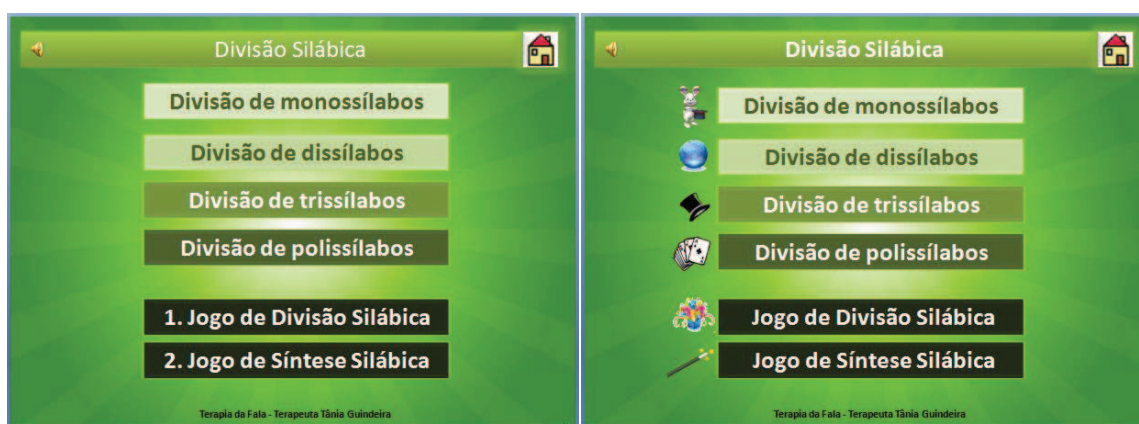 Divisão Silábica
Divisão de monossílabos
Divisão de dissílabos
Divisão de trissílabos
Divisão de polissílabos
1. Jogo de Divisão Silábica
2. Jogo de Síntese Silábica
Terapia da Fala - Terapeuta Tânia Guindeira
Divisão Silábica
Divisão de monossílabos
Divisão de dissílabos
Divisão de trissílabos
Divisão de polissílabos
Jogo de Divisão Silábica
Jogo de Síntese Silábica
Terapia da Fala - Terapeuta Tânia Guindeira